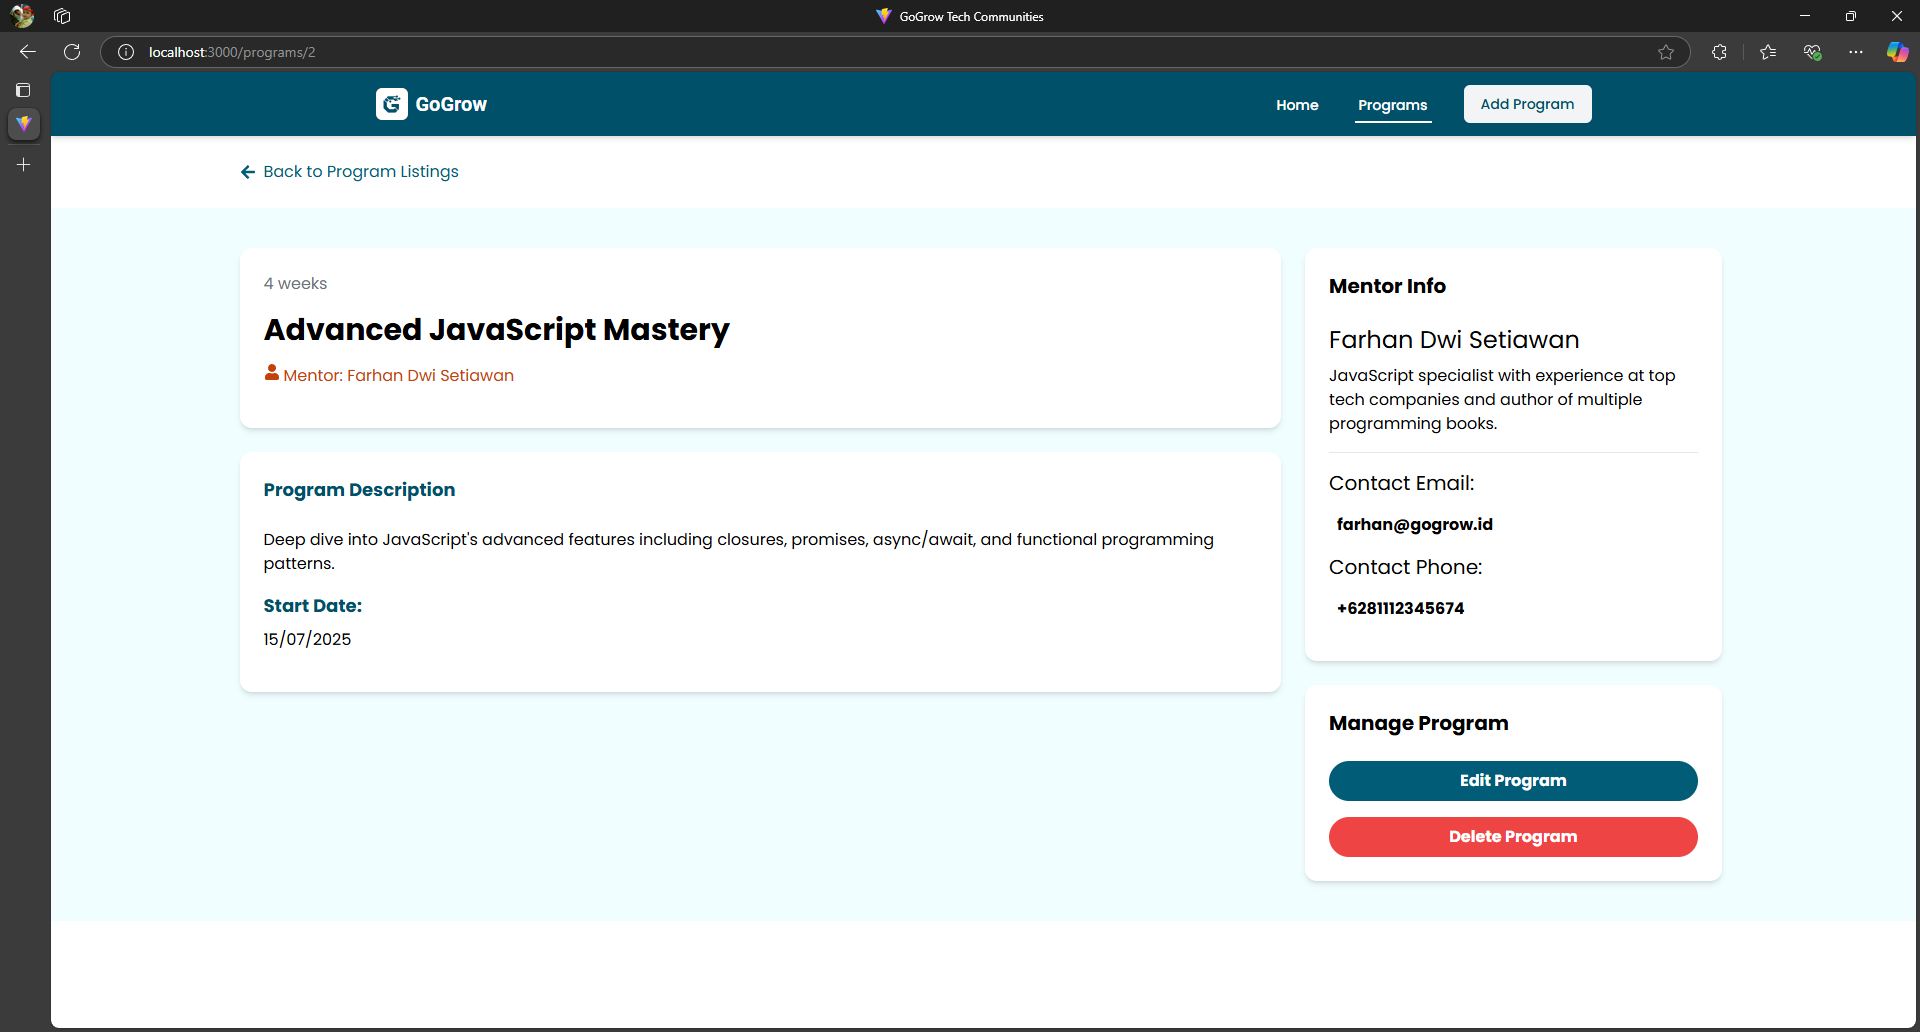 GoGrow Tech Communities
localhost:3000/programs/2
GoGrow
Home
Programs
Add Program
Back to Program Listings
4 weeks
Advanced JavaScript Mastery
Mentor: Farhan Dwi Setiawan
Program Description
Deep dive into JavaScript's advanced features including closures, promises, async/await, and functional programming
patterns.
Start Date:
15/07/2025
Mentor Info
Farhan Dwi Setiawan
JavaScript specialist with experience at top
tech companies and author of multiple
programming books.
Contact Email:
farhan@gogrow.id
Contact Phone:
+6281112345674
Manage Program
Edit Program
Delete Program